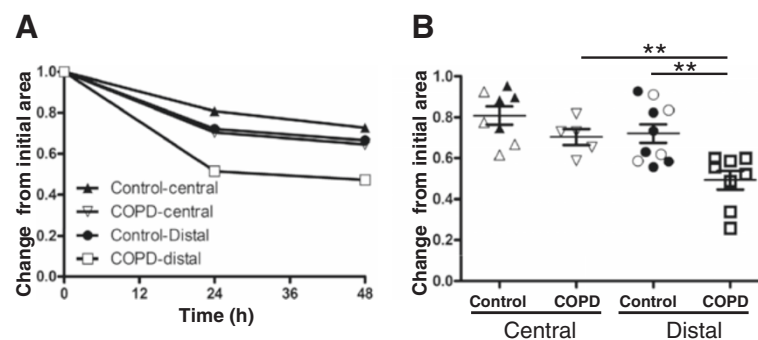 A
Change from initial area
1.0
0.8
0.6
0.4
0.2
0.0
Control-central
COPD-central
Control-Distal
COPD-distal
0 12 24 36 48
Time (h)
B
Change from initial area
1.0
0.8
0.6
0.4
0.2
0.0
**
**
Control COPD Control COPD
Central Distal